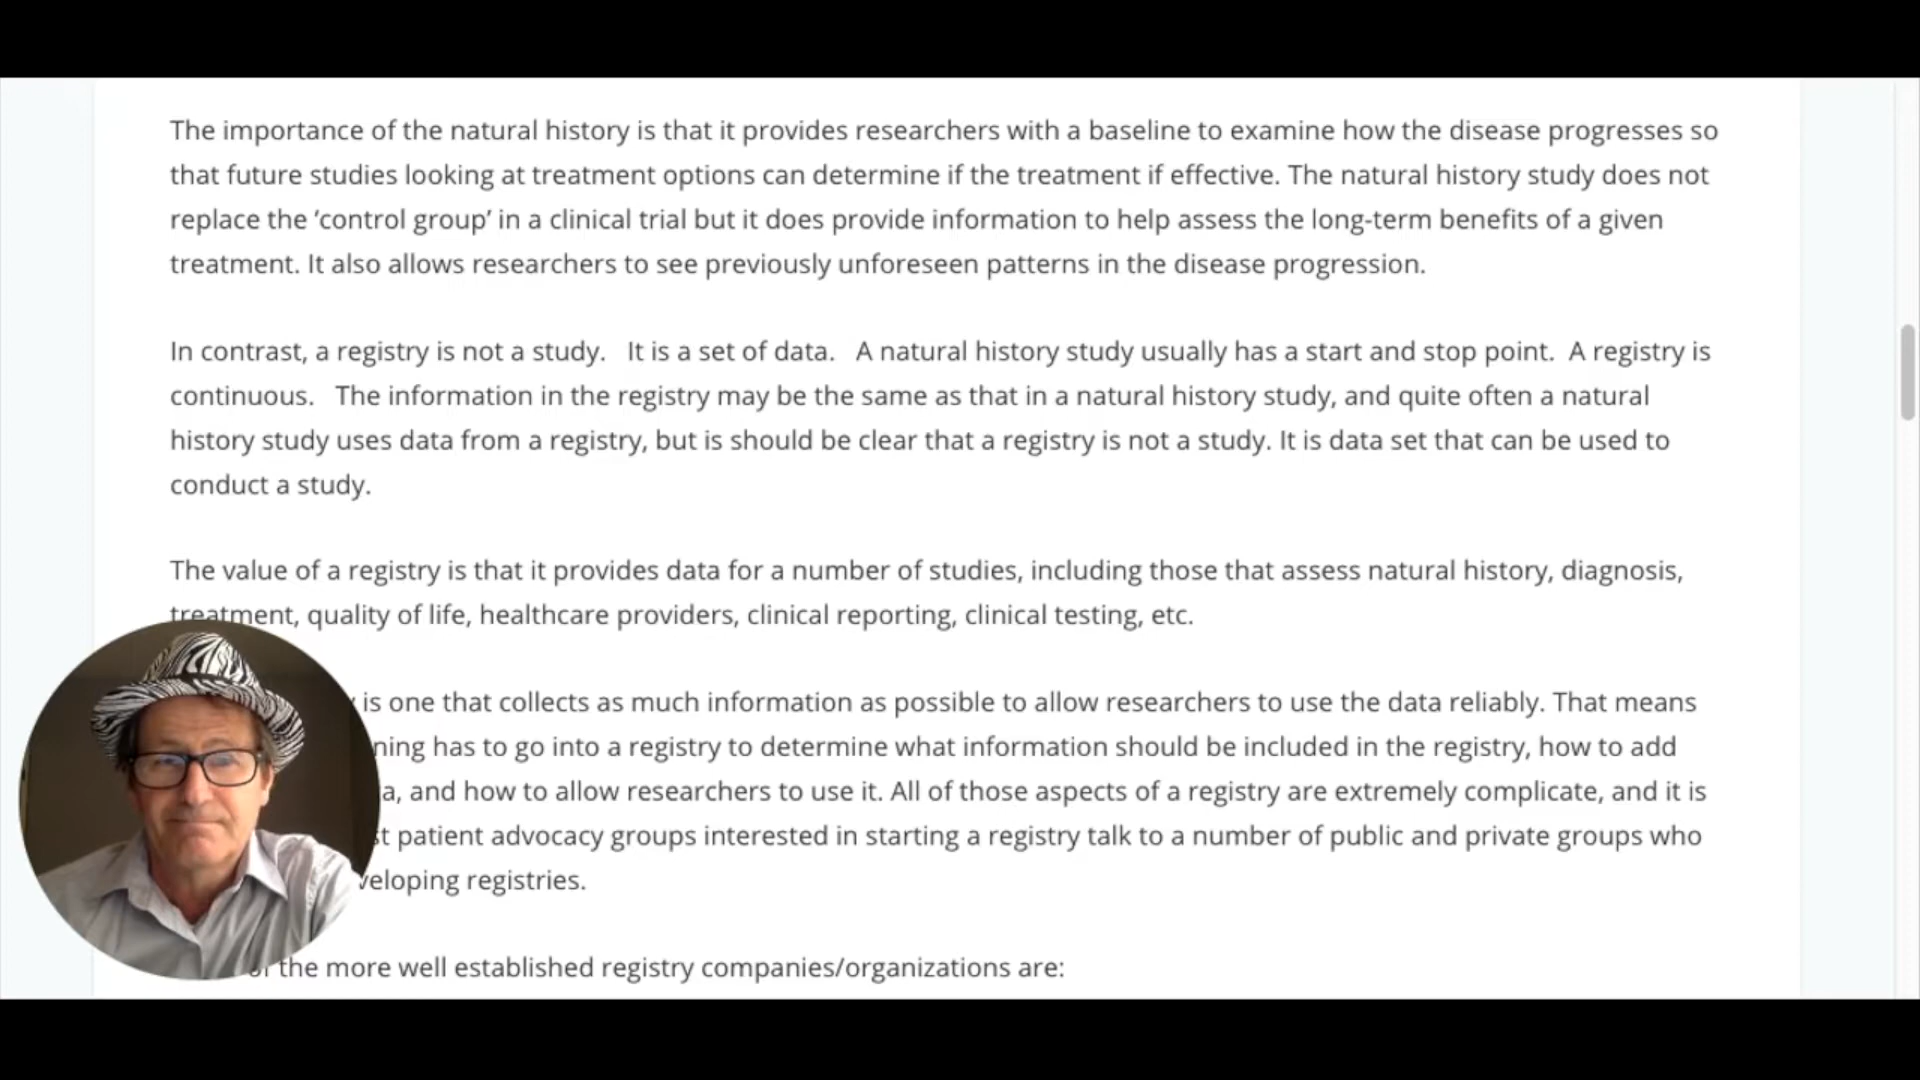 The importance of the natural history is that it provides researchers with a baseline to examine how the disease progresses so
that future studies looking at treatment options can determine if the treatment if effective. The natural history study does not
replace the ‘control group’ in a clinical trial but it does provide information to help assess the long-term benefits of a given
treatment. It also allows researchers to see previously unforeseen patterns in the disease progression.
In contrast, a registry is not a study. It is a set of data. A natural history study usually has a start and stop point. A registry is
continuous. The information in the registry may be the same as that in a natural history study, and quite often a natural
history study uses data from a registry, but is should be clear that a registry is not a study. It is data set that can be used to
conduct a study.
The value of a registry is that it provides data for a number of studies, including those that assess natural history, diagnosis,
treatment, quality of life, healthcare providers, clinical reporting, clinical testing, etc.
is one that collects as much information as possible to allow researchers to use the data reliably. That means
has to go into a registry to determine what information should be included in the registry, how to add
and how to allow researchers to use it. All of those aspects of a registry are extremely complicate, and it is
patient advocacy groups interested in starting a registry talk to a number of public and private groups who
registries.
the more well established registry companies/organizations are: